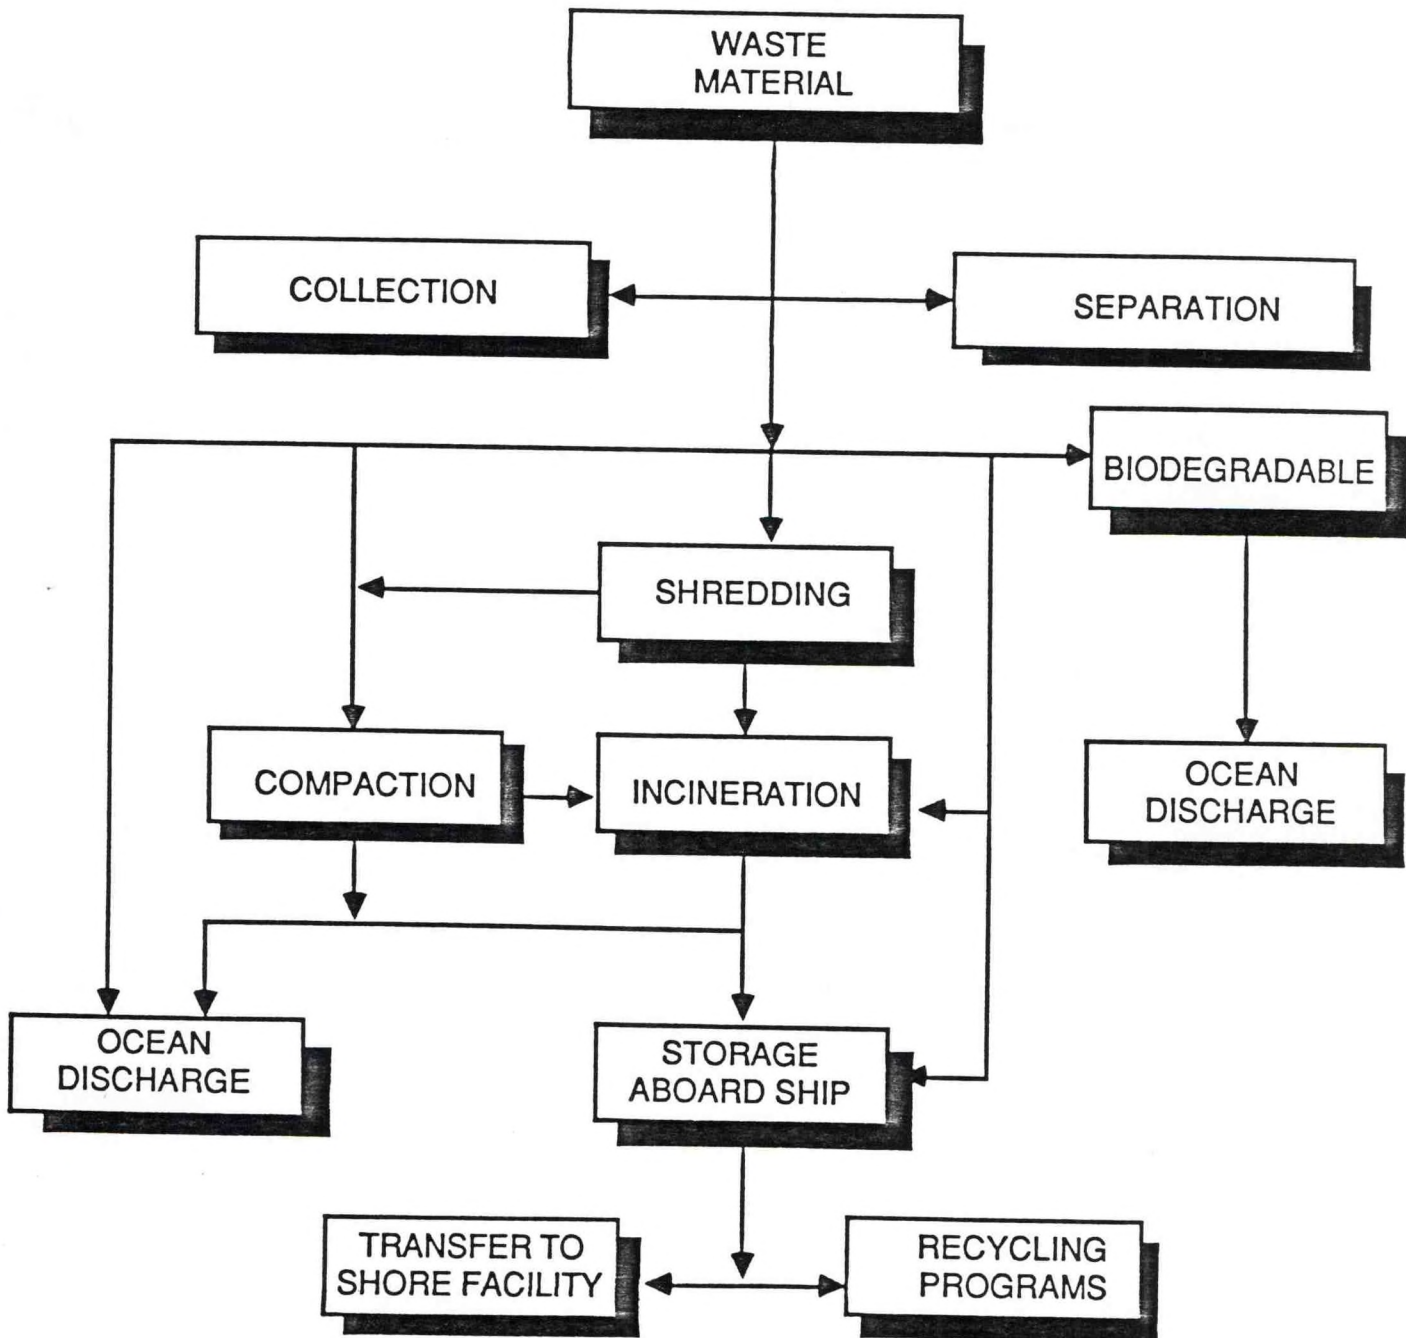 WASTE
MATERIAL
COLLECTION
SEPARATION
BIODEGRADABLE
SHREDDING
COMPACTION
INCINERATION
OCEAN
DISCHARGE
OCEAN
DISCHARGE
STORAGE
ABOARD SHIP
TRANSFER TO
SHORE FACILITY
RECYCLING
PROGRAMS